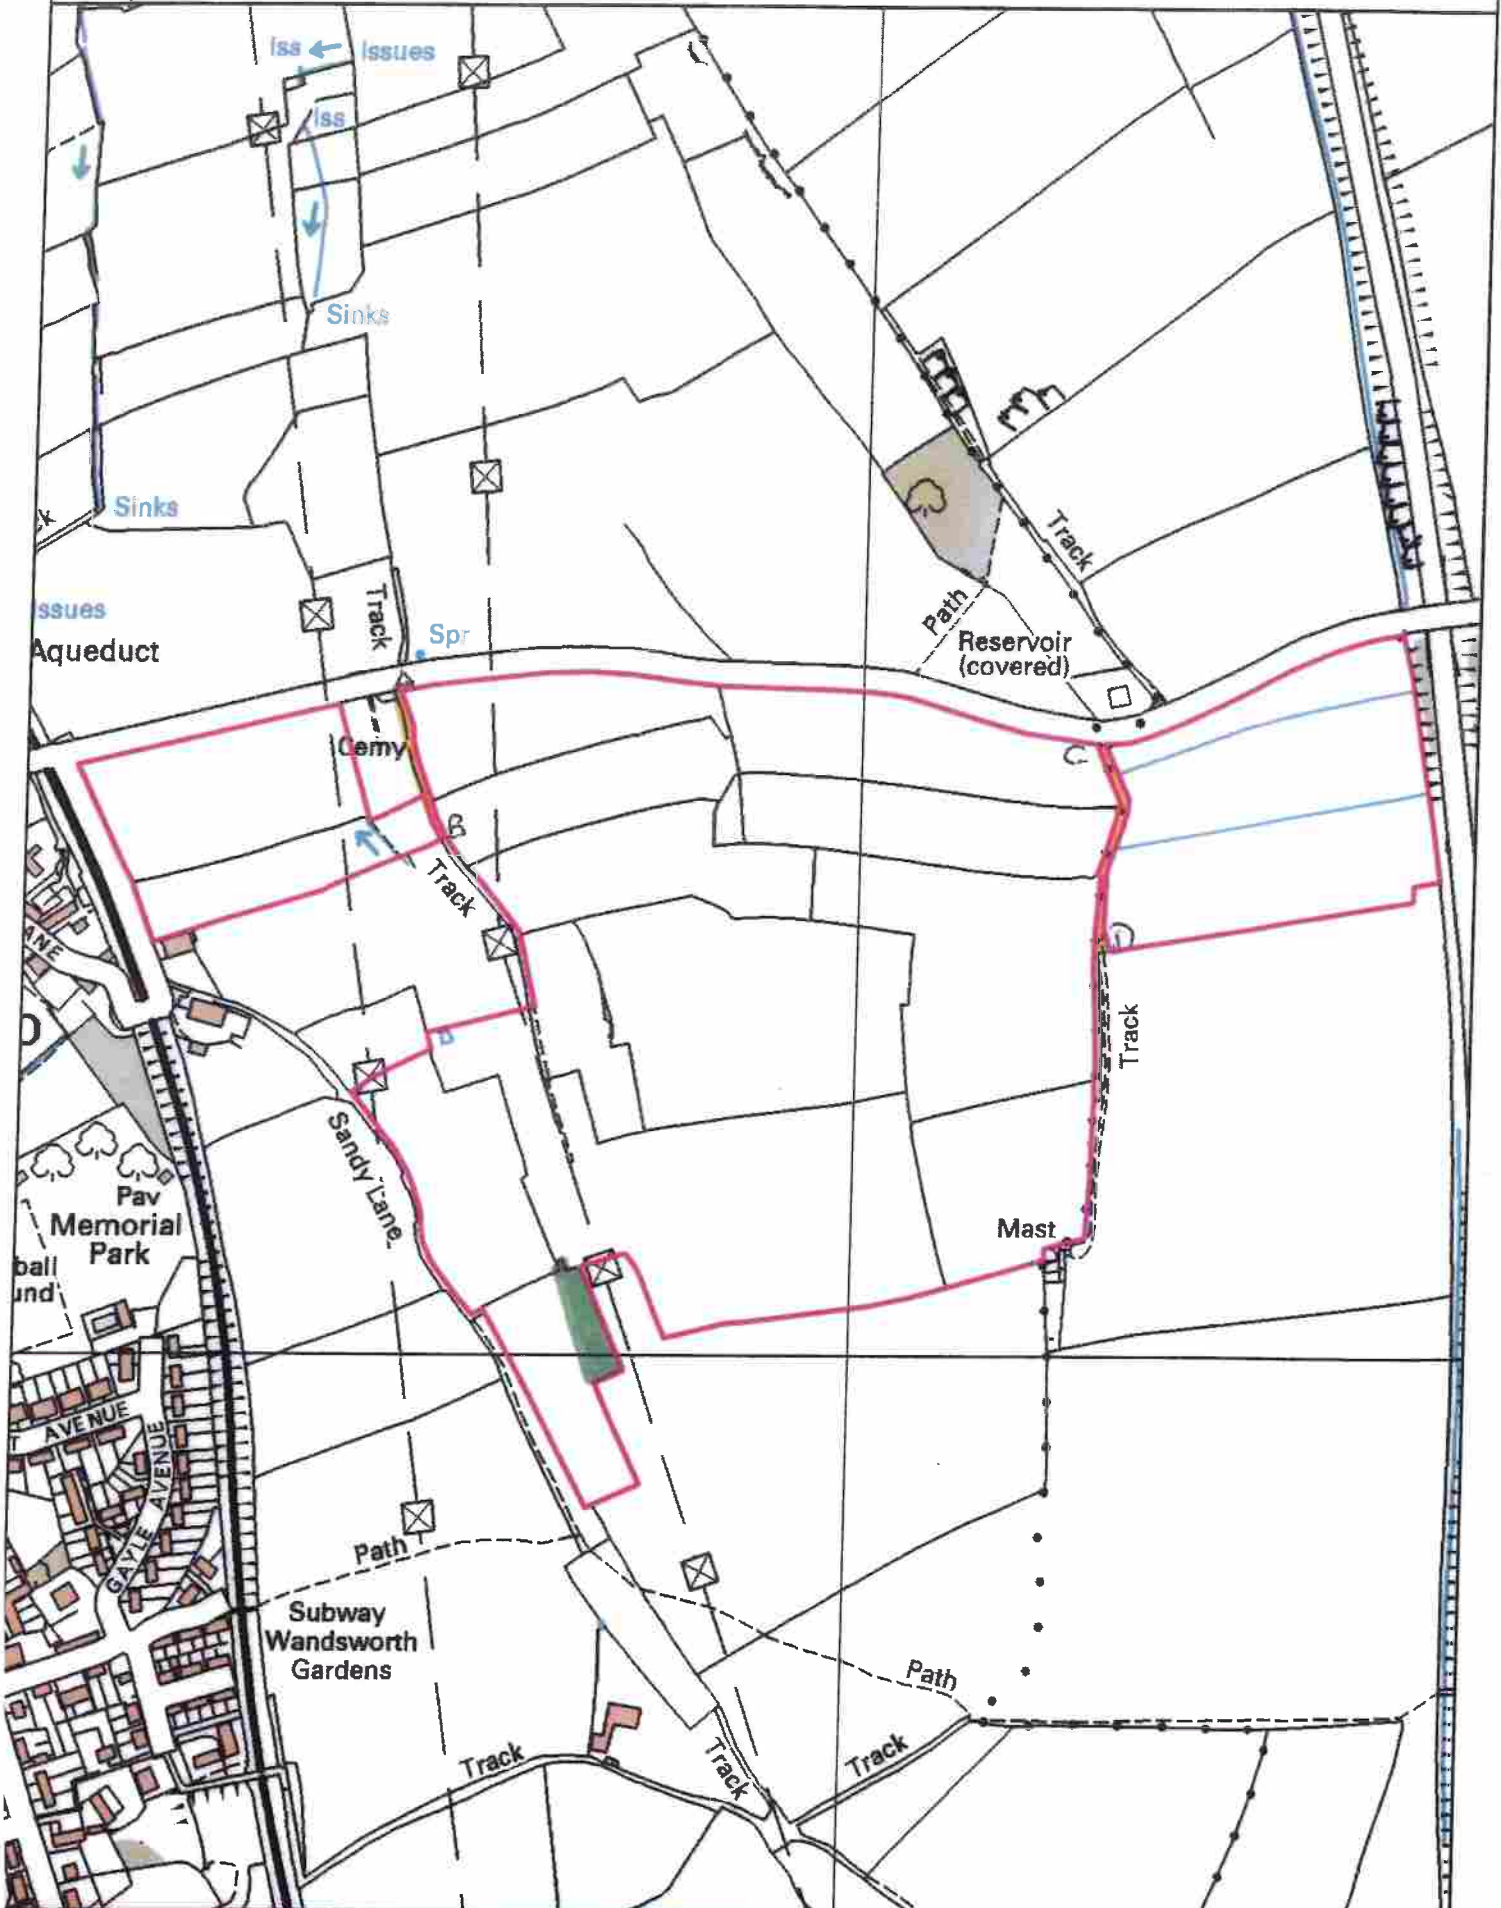 Iss
Issues
Iss
Sinks
Sinks
Track
Track
Path
Reservoir
(covered)
Issues
Aqueduct
Spr
Cemy
C
B
Track
D
ANE
Track
Sandy Lane
Pav
Memorial
Park
Mast
AVENUE
GAYLE AVENUE
Path
Subway
Wandsworth
Gardens
Path
Track
Track
Track